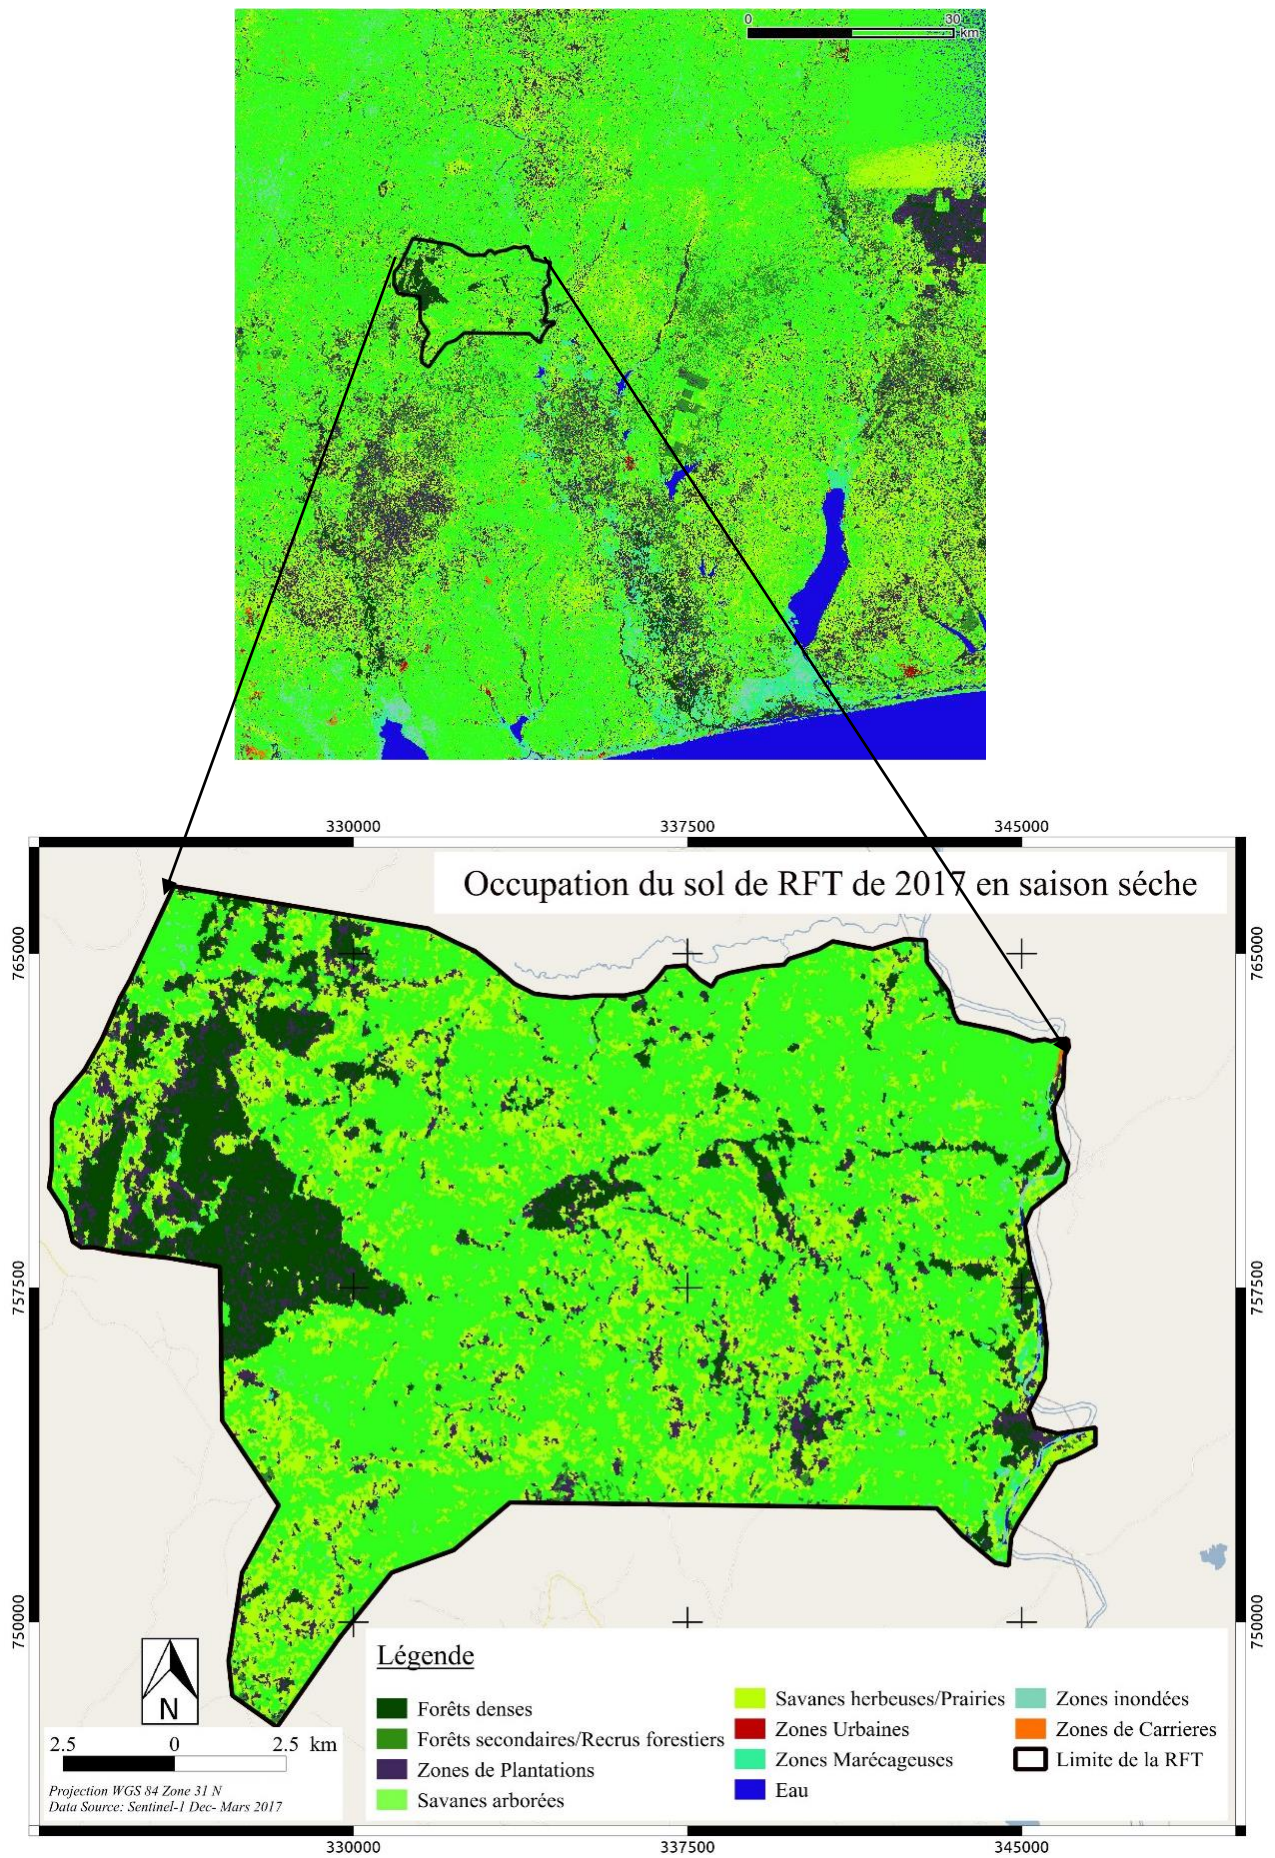 0 30
km
330000 337500 345000
Occupation du sol de RFT de 2017 en saison séche
765000 765000
757500 757500
750000 750000
Légende
Forêts denses
Forêts secondaires/Recrus forestiers
Zones de Plantations
Savanes arborées
Savanes herbeuses/Prairies
Zones Urbaines
Zones Marécageuses
Eau
Zones inondées
Zones de Carrieres
Limite de la RFT
N
2.5 0 2.5 km
Projection WGS 84 Zone 31 N
Data Source: Sentinel-1 Dec- Mars 2017
330000 337500 345000